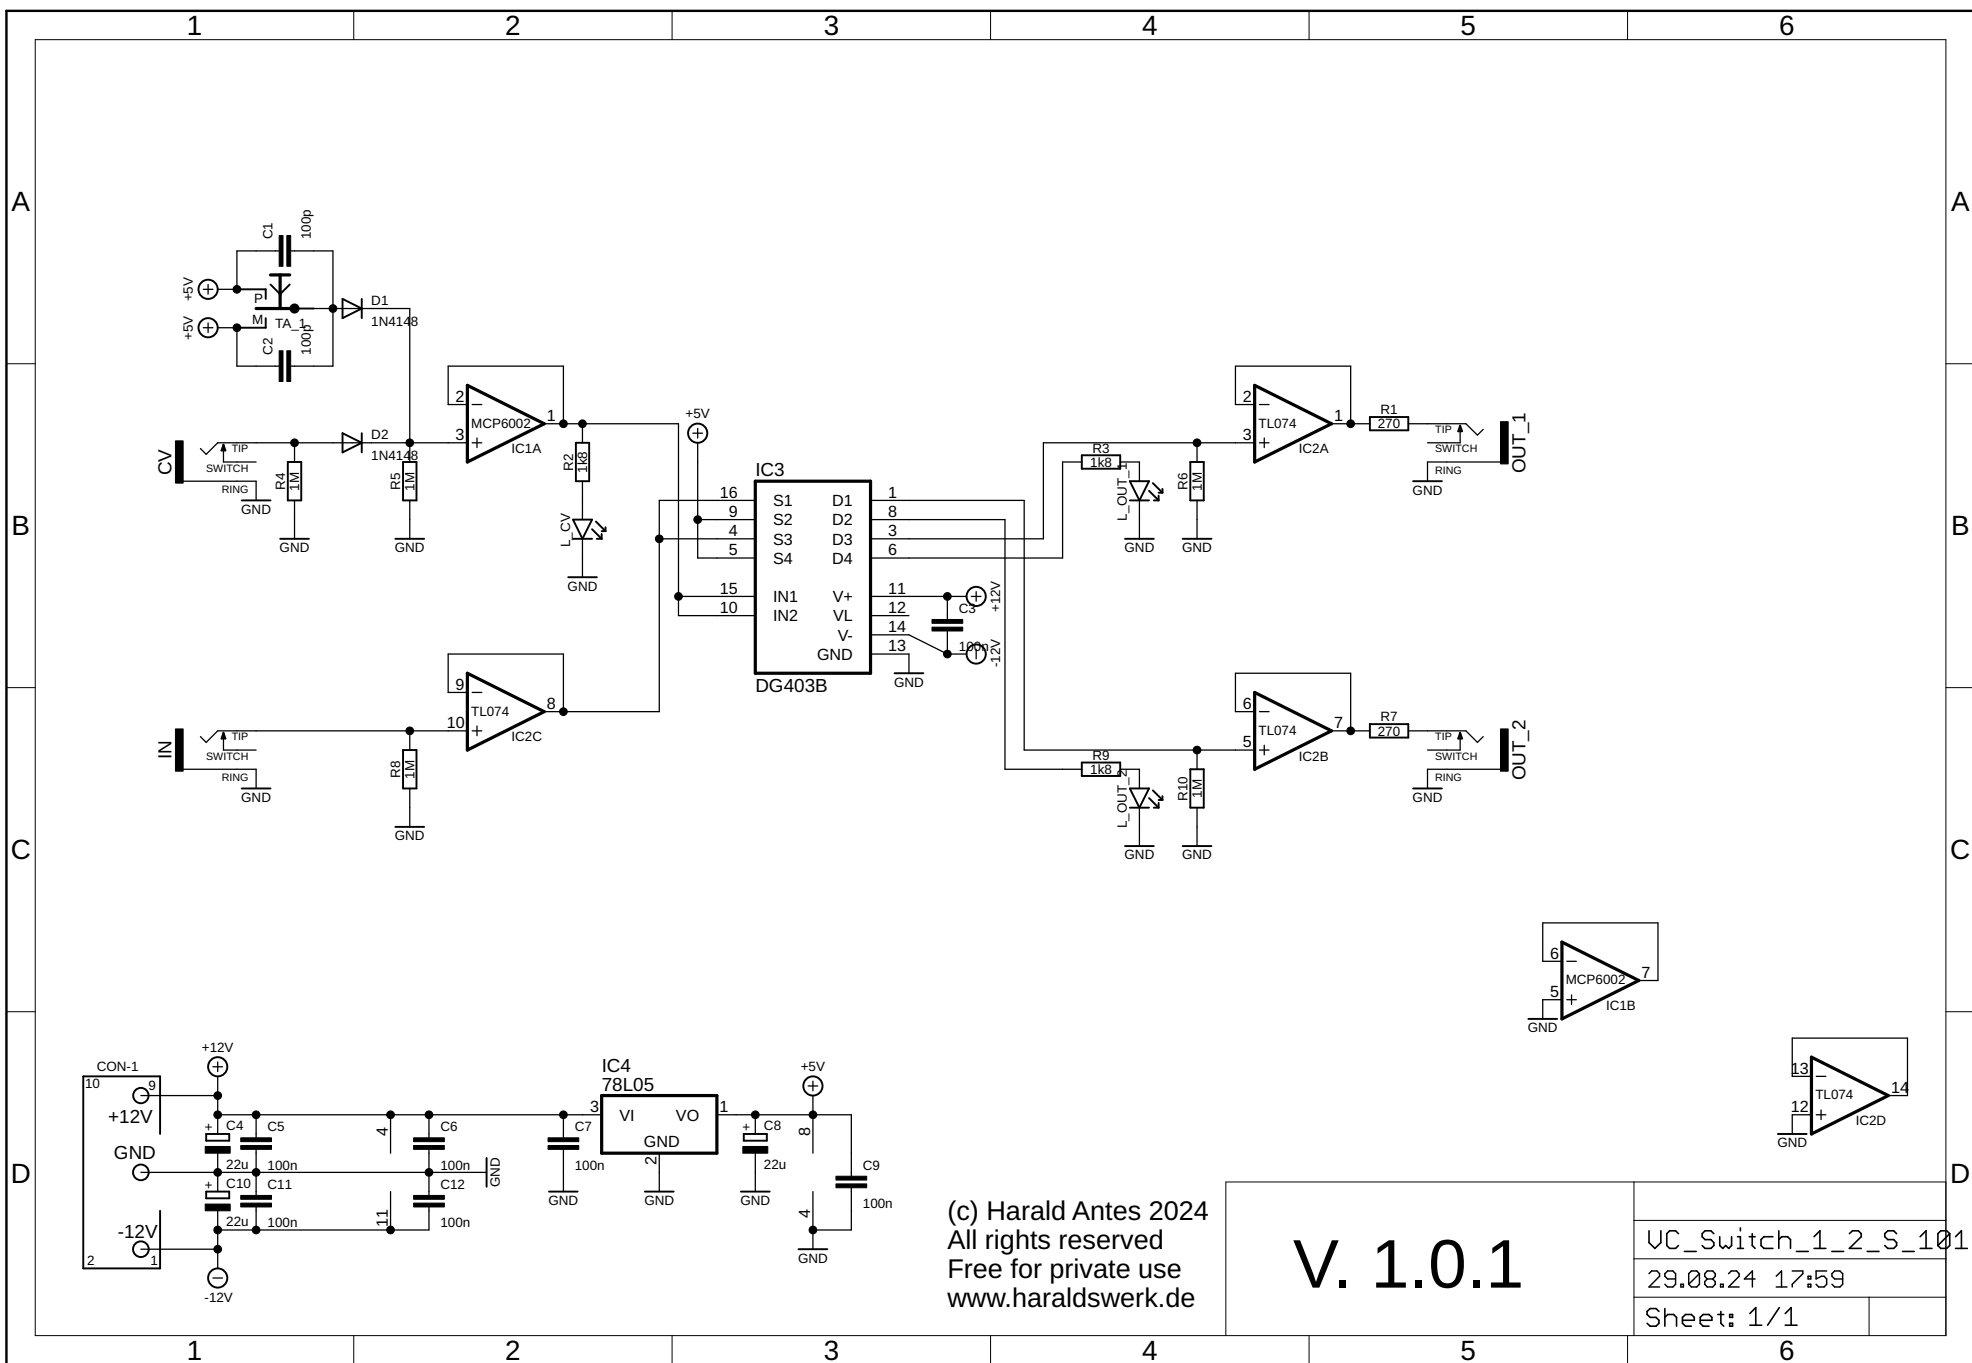 1 2 3 4 5 6
A A
C1 100p
+5V
P
+5V
M TA_1
C2 100p
D1
1N4148
B B
CV
TIP
SWITCH
RING
GND
R4 1M
GND
D2
1N4148
R5 1M
GND
2
3
1
MCP6002
IC1A
R2 1k8
L_CV
GND
+5V
IC3
16 S1 D1 1
9 S2 D2 8
4 S3 D3 3
5 S4 D4 6
15 IN1 V+ 11
10 IN2 VL 12
V- 14
GND 13
DG403B
GND
C3
100n
+12V
-12V
R3
1k8
L_OUT_1
GND
R6 1M
GND
2
3
1
TL074
IC2A
R1
270
TIP
SWITCH
RING
GND
OUT_1
C C
IN
TIP
SWITCH
RING
GND
R8 1M
GND
9
10
8
TL074
IC2C
R9
1k8
L_OUT_2
GND
R10 1M
GND
6
5
7
TL074
IC2B
R7
270
TIP
SWITCH
RING
GND
OUT_2
6
5
7
MCP6002
IC1B
GND
13
12
14
TL074
IC2D
GND
D D
CON-1
10 9
+12V
GND
-12V
2 1
+12V
C4
22u
C5
100n
C10
22u
C11
100n
-12V
4
11
C6
100n
C12
100n
GND
C7
100n
GND
IC4
78L05
3 VI VO 1
GND
2
GND
C8
22u
GND
+5V
8
4
GND
C9
100n
(c) Harald Antes 2024
All rights reserved
Free for private use
www.haraldswerk.de
V. 1.0.1
VC_Switch_1_2_S_101
29.08.24 17:59
Sheet: 1/1
1 2 3 4 5 6